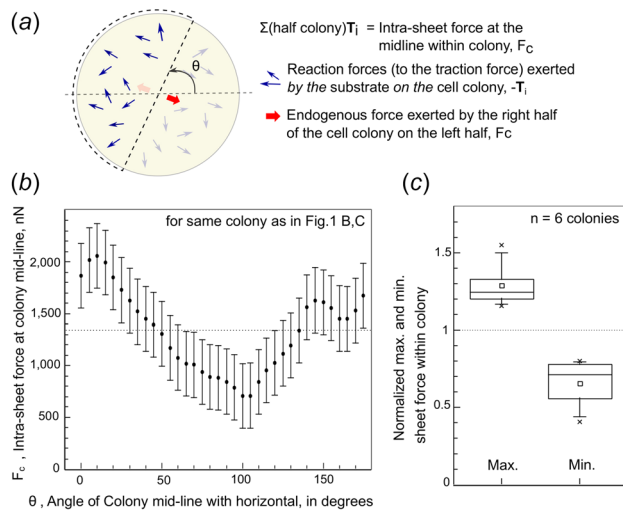 (a)
Σ(half colony)Ti = Intra-sheet force at the
midline within colony, FC
θ
Reaction forces (to the traction force) exerted
by the substrate on the cell colony, -Ti
Endogenous force exerted by the right half
of the cell colony on the left half, Fc
(b)
for same colony as in Fig.1 B,C
Fc , Intra-sheet force at colony mid-line, nN
2,000
1,500
1,000
500
0
0
50
100
150
θ , Angle of Colony mid-line with horizontal, in degrees
(c)
n = 6 colonies
Normalized max. and min.
sheet force within colony
1.5
1
0.5
0
Max.
Min.